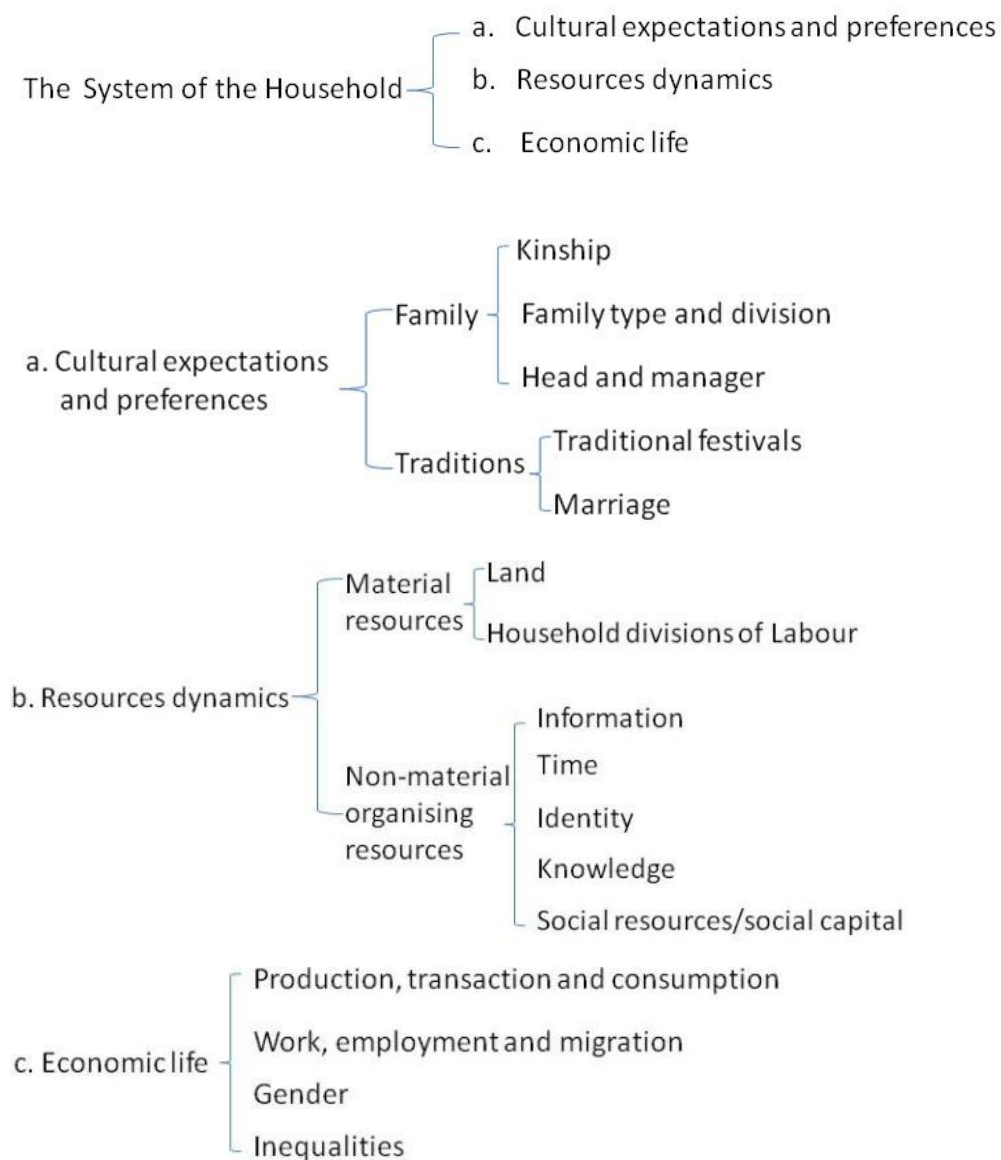 a. Cultural expectations and preferences
The System of the Household
b. Resources dynamics
c. Economic life
Kinship
Family
Family type and division
a. Cultural expectations
and preferences
Head and manager
Traditional festivals
Traditions
Marriage
Material
resources
Land
Household divisions of Labour
b. Resources dynamics
Information
Time
Non-material
organising
resources
Identity
Knowledge
Social resources/social capital
Production, transaction and consumption
Work, employment and migration
c. Economic life
Gender
Inequalities